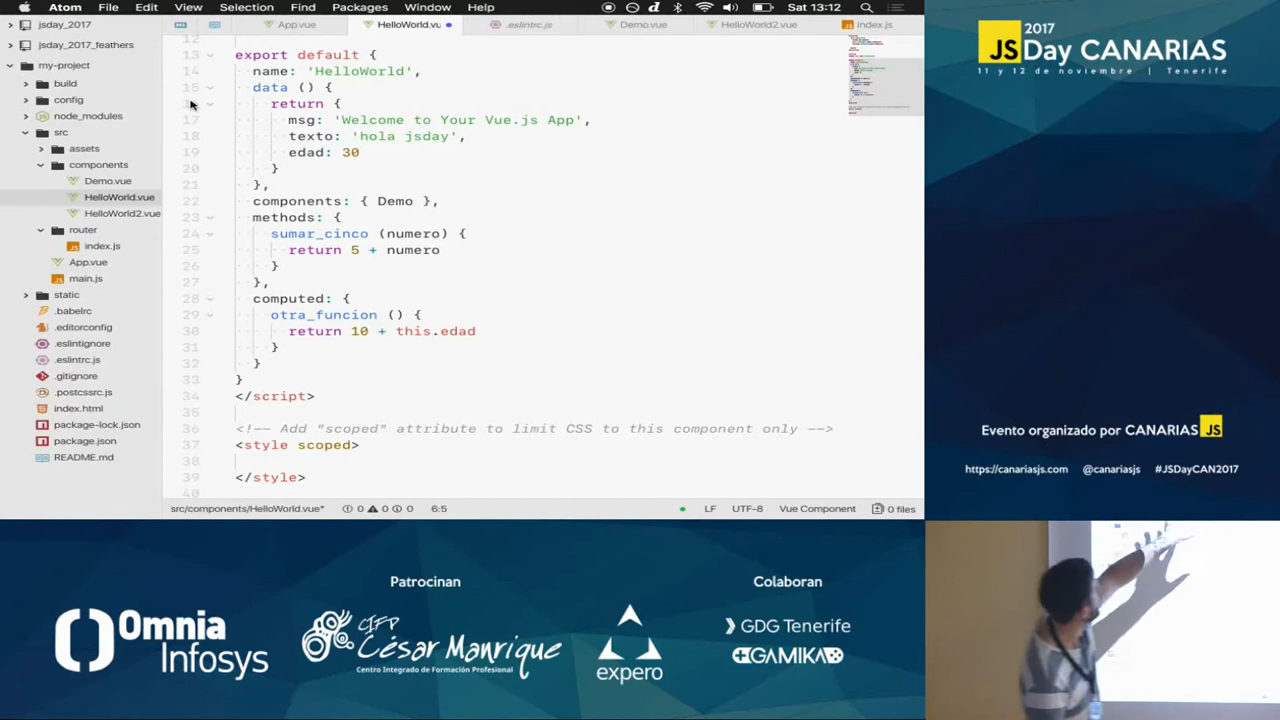 Atom File Edit View Selection Find Packages Window Help
Sat 13:12
jsday_2017
jsday_2017_feathers
my-project
build
config
node_modules
src
assets
components
Demo.vue
HelloWorld.vue
HelloWorld2.vue
router
index.js
App.vue
main.js
static
.babelrc
.editorconfig
.eslintignore
.eslintrc.js
.gitignore
.postcssrc.js
index.html
package-lock.json
package.json
README.md
App.vue HelloWorld.vu .eslintrc.js Demo.vue HelloWorld2.vue index.js
12
13 export default {
14 name: 'HelloWorld',
15 data () {
return {
17 msg: 'Welcome to Your Vue.js App',
18 texto: 'hola jsday',
19 edad: 30
20 }
21 },
22 components: { Demo },
23 methods: {
24 sumar_cinco (numero) {
25 return 5 + numero
26 }
27 },
28 computed: {
29 otra_funcion () {
30 return 10 + this.edad
31 }
32 }
33 }
34 </script>
35
36 <!-- Add "scoped" attribute to limit CSS to this component only -->
37 <style scoped>
38
39 </style>
40
src/components/HelloWorld.vue* 0 0 0 6:5 LF UTF-8 Vue Component 0 files
2017
JSDay CANARIAS
11 y 12 de noviembre | Tenerife
Evento organizado por CANARIAS JS
https://canariasjs.com @canariasjs #JSDayCAN2017
Patrocinan
Omnia
Infosys
CIFP
César Manrique
Centro Integrado de Formación Profesional
expero
Colaboran
GDG Tenerife
GAMIKA